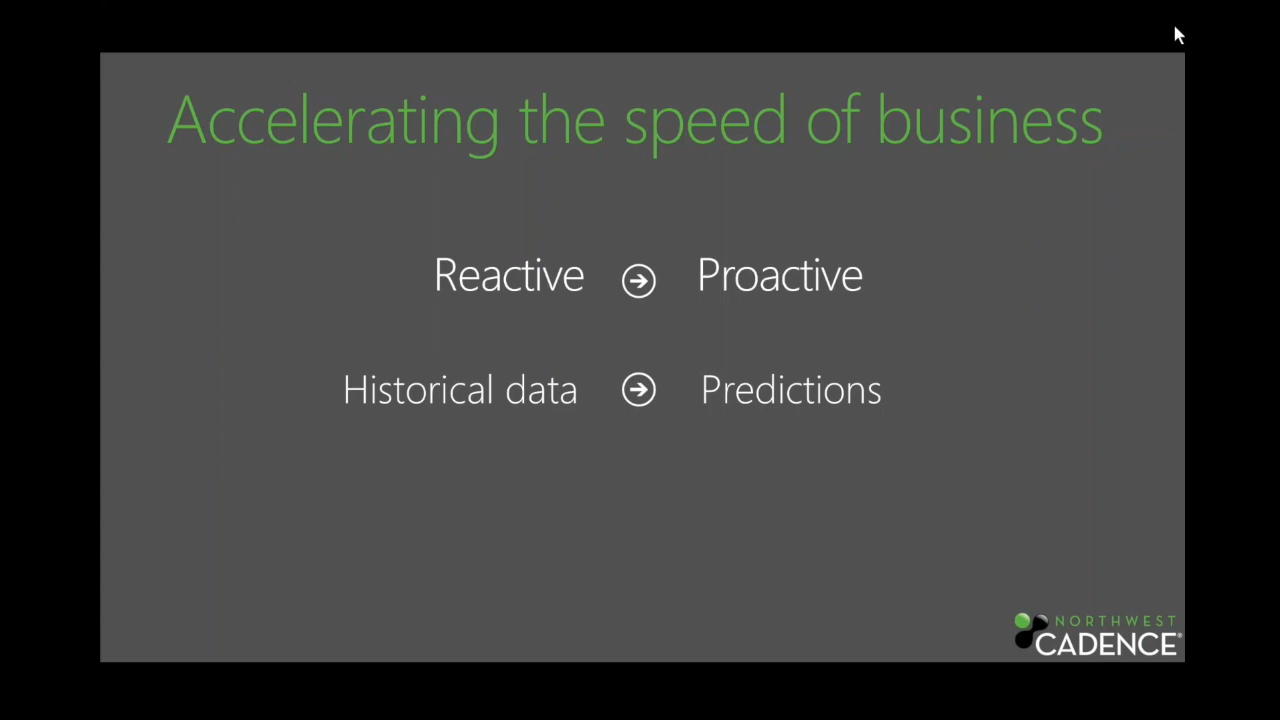 Accelerating the speed of business
Reactive → Proactive
Historical data → Predictions
NORTHWEST
CADENCE®